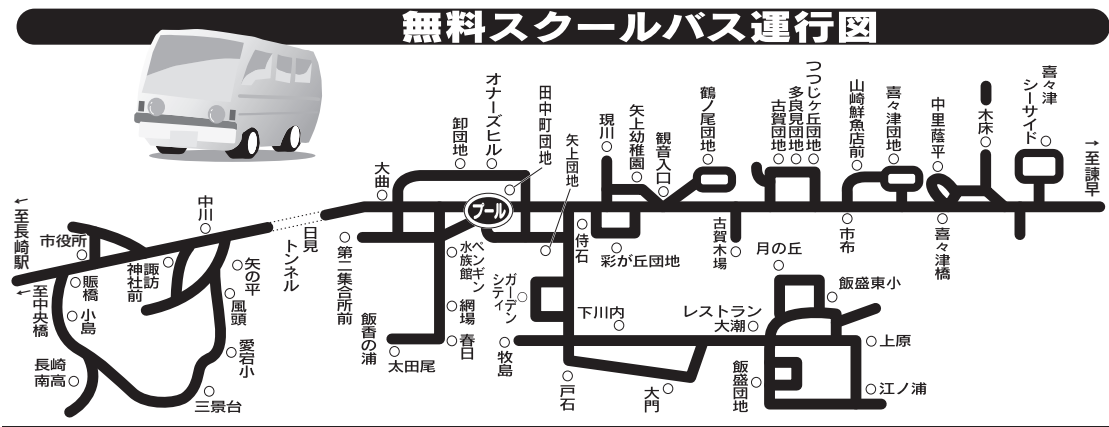 無料スクールバス運行図
←至長崎駅
市役所
←至中央橋
賑橋
小島
長崎
南高
諏訪
神社前
中川
矢の平
風頭
愛宕小
三景台
日見
トンネル
大曲
卸団地
オナーズヒル
田中町団地
矢上団地
プール
第二集合所前
ペンギン
水族館
網場
春日
飯香の浦
太田尾
ガーデン
シティ
牧島
侍石
現川
矢上幼稚園
観音入口
彩が丘団地
鶴ノ尾団地
古賀木場
古賀団地
多良見団地
つつじヶ丘団地
山崎鮮魚店前
市布
喜々津団地
中里蔭平
喜々津橋
木床
喜々津
シーサイド
→至諫早
下川内
戸石
大門
レストラン
大潮
月の丘
飯盛東小
飯盛団地
上原
江ノ浦